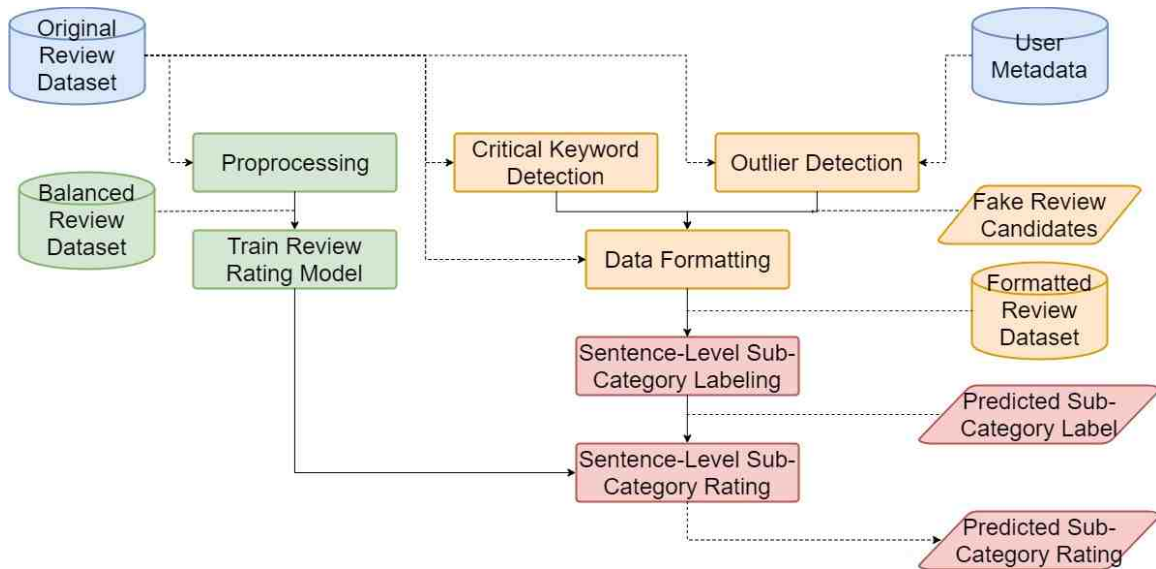 Original
Review
Dataset
User
Metadata
Proprocessing
Critical Keyword
Detection
Outlier Detection
Balanced
Review
Dataset
Fake Review
Candidates
Train Review
Rating Model
Data Formatting
Formatted
Review
Dataset
Sentence-Level Sub-
Category Labeling
Predicted Sub-
Category Label
Sentence-Level Sub-
Category Rating
Predicted Sub-
Category Rating